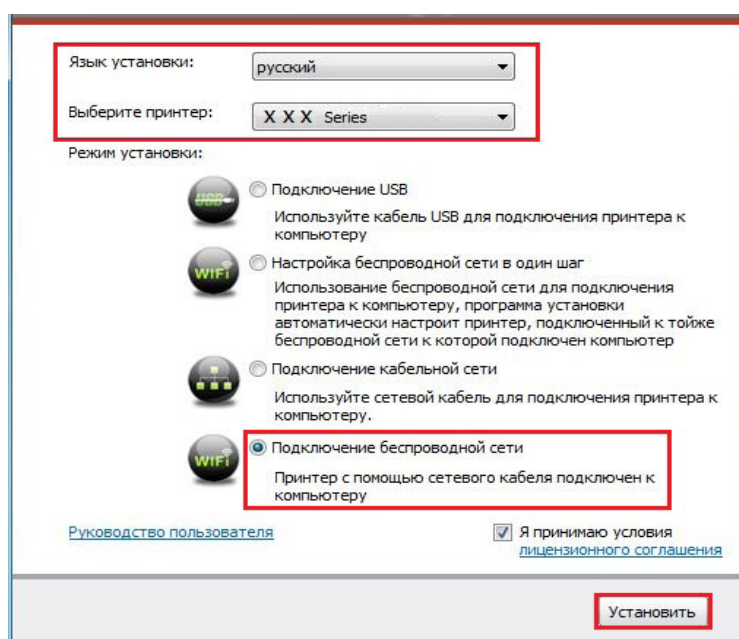 Язык установки:
русский
Выберите принтер:
X X X Series
Режим установки:
USB
Подключение USB
Используйте кабель USB для подключения принтера к
компьютеру
WiFi
Настройка беспроводной сети в один шаг
Использование беспроводной сети для подключения
принтера к компьютеру, программа установки
автоматически настроит принтер, подключенный к тойже
беспроводной сети к которой подключен компьютер
Подключение кабельной сети
Используйте сетевой кабель для подключения принтера к
компьютеру.
WiFi
Подключение беспроводной сети
Принтер с помощью сетевого кабеля подключен к
компьютеру
Руководство пользователя
Я принимаю условия
лицензионного соглашения
Установить